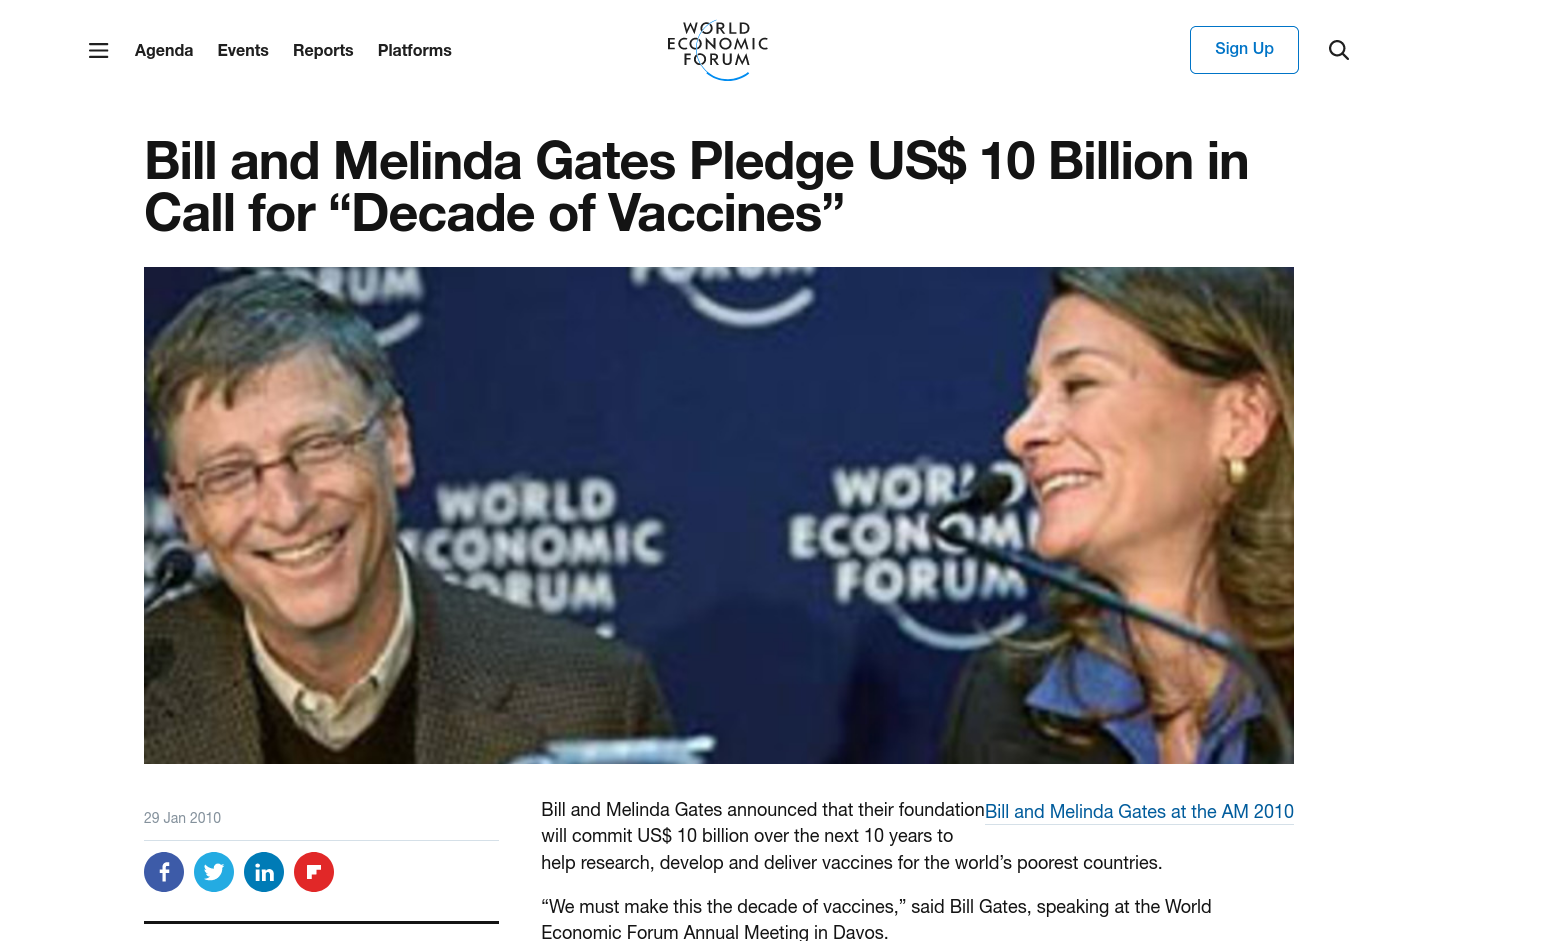 Agenda Events Reports Platforms
WORLD
ECONOMIC
FORUM
Sign Up
Bill and Melinda Gates Pledge US$ 10 Billion in
Call for “Decade of Vaccines”
RUM
FORUM
WORLD
ECONOMIC
FORUM
WORLD
ECONOMI
FORUM
29 Jan 2010
Bill and Melinda Gates announced that their foundation
Bill and Melinda Gates at the AM 2010
will commit US$ 10 billion over the next 10 years to
help research, develop and deliver vaccines for the world’s poorest countries.
“We must make this the decade of vaccines,” said Bill Gates, speaking at the World
Economic Forum Annual Meeting in Davos.